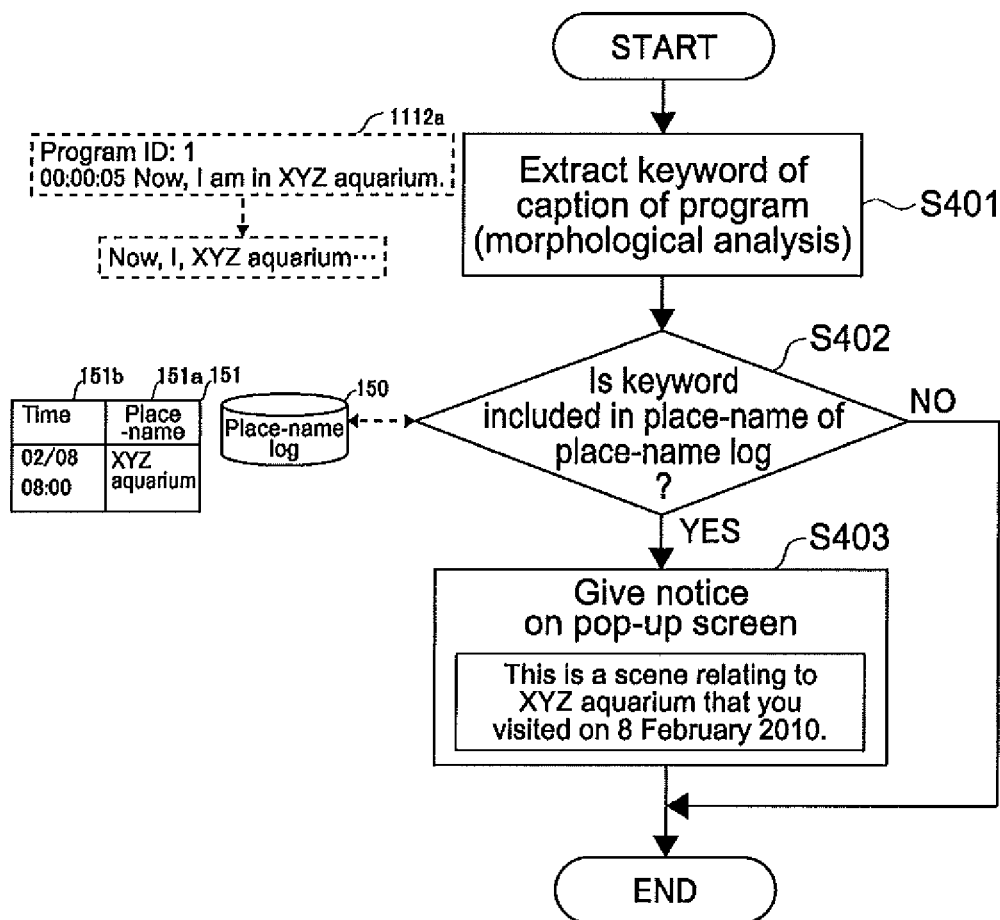 START
1112a
Program ID: 1
00:00:05 Now, I am in XYZ aquarium.
Now, I, XYZ aquarium…
Extract keyword of
caption of program
(morphological analysis)
S401
S402
Is keyword
included in place-name of
place-name log
?
NO
YES
151b
151a
151
Time
Place
-name
02/08
08:00
XYZ
aquarium
150
Place-name
log
S403
Give notice
on pop-up screen
This is a scene relating to
XYZ aquarium that you
visited on 8 February 2010.
END